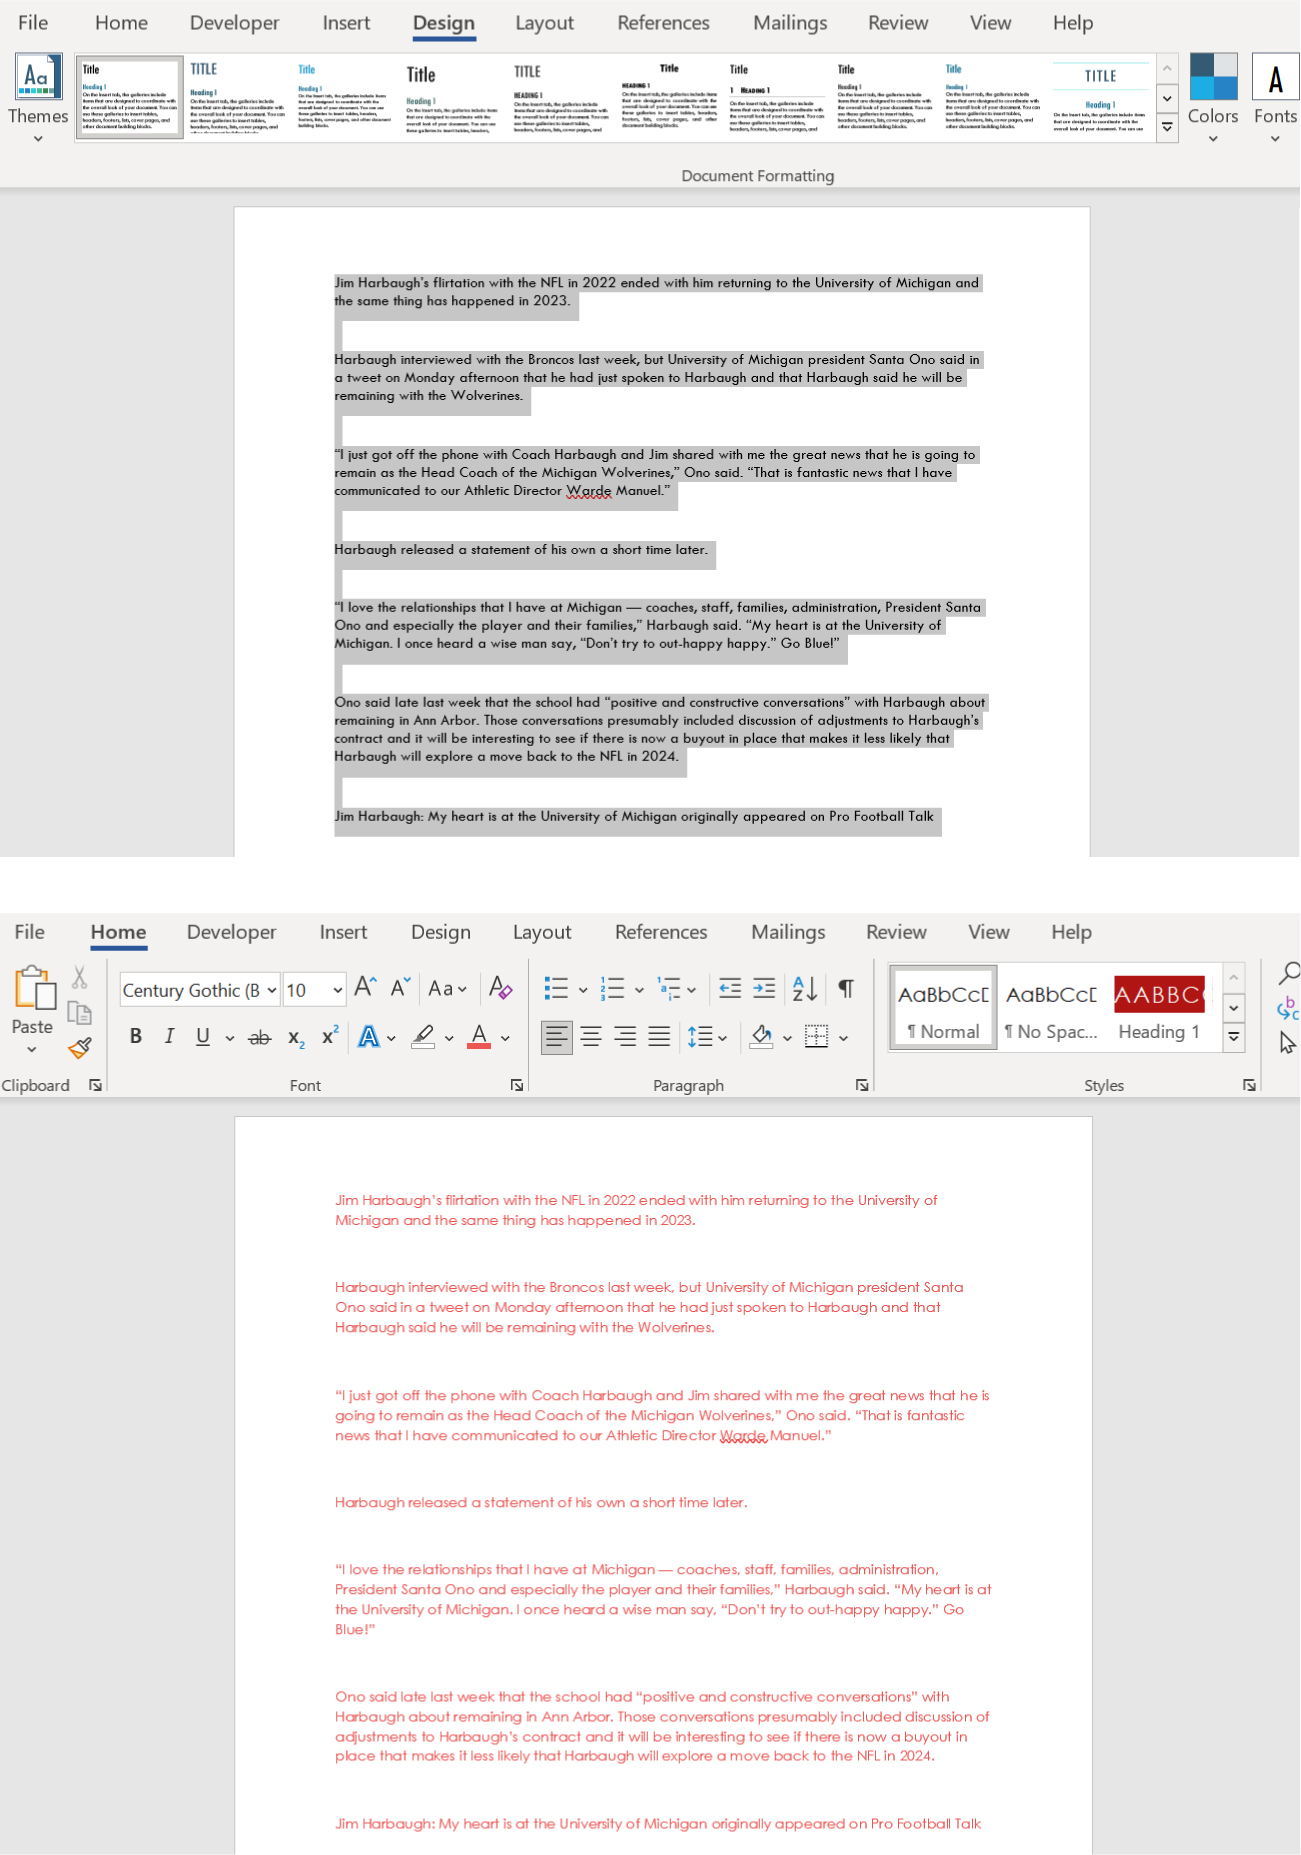 File Home Developer Insert Design Layout References Mailings Review View Help
Aa
Themes
Title
Heading 1
TITLE
Heading 1
Title
Heading 1
Title
Heading 1
TITLE
HEADING 1
Title
HEADING 1
Title
1 HEADING 1
Title
Heading 1
Title
Heading 1
TITLE
Heading 1
A
Colors Fonts
Document Formatting
Jim Harbaugh’s flirtation with the NFL in 2022 ended with him returning to the University of Michigan and
the same thing has happened in 2023.
Harbaugh interviewed with the Broncos last week, but University of Michigan president Santa Ono said in
a tweet on Monday afternoon that he had just spoken to Harbaugh and that Harbaugh said he will be
remaining with the Wolverines.
“I just got off the phone with Coach Harbaugh and Jim shared with me the great news that he is going to
remain as the Head Coach of the Michigan Wolverines,” Ono said. “That is fantastic news that I have
communicated to our Athletic Director Warde Manuel.”
Harbaugh released a statement of his own a short time later.
“I love the relationships that I have at Michigan — coaches, staff, families, administration, President Santa
Ono and especially the player and their families,” Harbaugh said. “My heart is at the University of
Michigan. I once heard a wise man say, “Don’t try to out-happy happy.” Go Blue!”
Ono said late last week that the school had “positive and constructive conversations” with Harbaugh about
remaining in Ann Arbor. Those conversations presumably included discussion of adjustments to Harbaugh’s
contract and it will be interesting to see if there is now a buyout in place that makes it less likely that
Harbaugh will explore a move back to the NFL in 2024.
Jim Harbaugh: My heart is at the University of Michigan originally appeared on Pro Football Talk
File Home Developer Insert Design Layout References Mailings Review View Help
Paste
Clipboard
Century Gothic (B 10 A A Aa A
B I U ab x2 x2 A A
Font
Paragraph
AaBbCcD AaBbCcD AABBC
¶ Normal ¶ No Spac... Heading 1
Styles
Jim Harbaugh’s flirtation with the NFL in 2022 ended with him returning to the University of
Michigan and the same thing has happened in 2023.
Harbaugh interviewed with the Broncos last week, but University of Michigan president Santa
Ono said in a tweet on Monday afternoon that he had just spoken to Harbaugh and that
Harbaugh said he will be remaining with the Wolverines.
“I just got off the phone with Coach Harbaugh and Jim shared with me the great news that he is
going to remain as the Head Coach of the Michigan Wolverines,” Ono said. “That is fantastic
news that I have communicated to our Athletic Director Warde Manuel.”
Harbaugh released a statement of his own a short time later.
“I love the relationships that I have at Michigan — coaches, staff, families, administration,
President Santa Ono and especially the player and their families,” Harbaugh said. “My heart is at
the University of Michigan. I once heard a wise man say, “Don’t try to out-happy happy.” Go
Blue!”
Ono said late last week that the school had “positive and constructive conversations” with
Harbaugh about remaining in Ann Arbor. Those conversations presumably included discussion of
adjustments to Harbaugh’s contract and it will be interesting to see if there is now a buyout in
place that makes it less likely that Harbaugh will explore a move back to the NFL in 2024.
Jim Harbaugh: My heart is at the University of Michigan originally appeared on Pro Football Talk